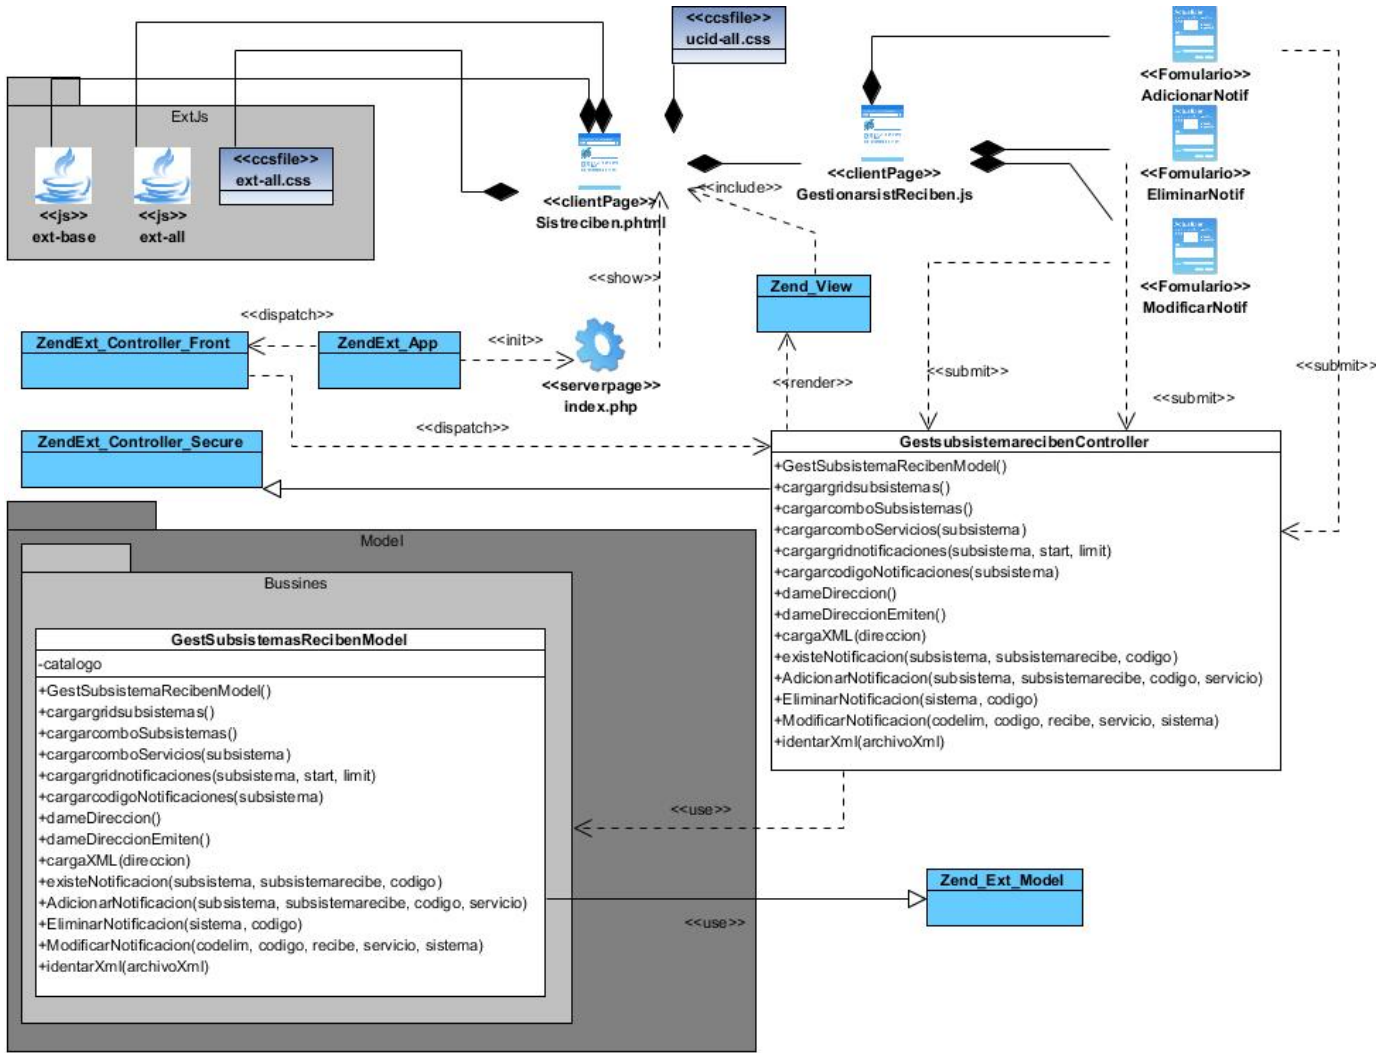 <<ccsfile>>
ucid-all.css
<<Fomulario>>
AdicionarNotif
ExtJs
<<js>>
ext-base
<<js>>
ext-all
<<ccsfile>>
ext-all.css
<<clientPage>>
Sistreciben.phtml
<<include>>
<<clientPage>>
GestionarsistReciben.js
<<Fomulario>>
EliminarNotif
<<Fomulario>>
ModificarNotif
<<show>>
Zend_View
<<dispatch>>
ZendExt_Controller_Front
ZendExt_App
<<init>>
<<serverpage>>
index.php
<<render>>
<<submit>>
<<submit>>
<<submit>>
<<dispatch>>
ZendExt_Controller_Secure
GestsubsistemarecibenController
+GestSubsistemaRecibenModel()
+cargargridsubsistemas()
+cargarcomboSubsistemas()
+cargarcomboServicios(subsistema)
+cargargridnotificaciones(subsistema, start, limit)
+cargarcodigoNotificaciones(subsistema)
+dameDireccion()
+dameDireccionEmiten()
+cargaXML(direccion)
+existeNotificacion(subsistema, subsistemarecibe, codigo)
+AdicionarNotificacion(subsistema, subsistemarecibe, codigo, servicio)
+EliminarNotificacion(sistema, codigo)
+ModificarNotificacion(codelim, codigo, recibe, servicio, sistema)
+identarXml(archivoXml)
Model
Bussines
GestSubsistemasRecibenModel
-catalogo
+GestSubsistemaRecibenModel()
+cargargridsubsistemas()
+cargarcomboSubsistemas()
+cargarcomboServicios(subsistema)
+cargargridnotificaciones(subsistema, start, limit)
+cargarcodigoNotificaciones(subsistema)
+dameDireccion()
+dameDireccionEmiten()
+cargaXML(direccion)
+existeNotificacion(subsistema, subsistemarecibe, codigo)
+AdicionarNotificacion(subsistema, subsistemarecibe, codigo, servicio)
+EliminarNotificacion(sistema, codigo)
+ModificarNotificacion(codelim, codigo, recibe, servicio, sistema)
+identarXml(archivoXml)
<<use>>
<<use>>
Zend_Ext_Model